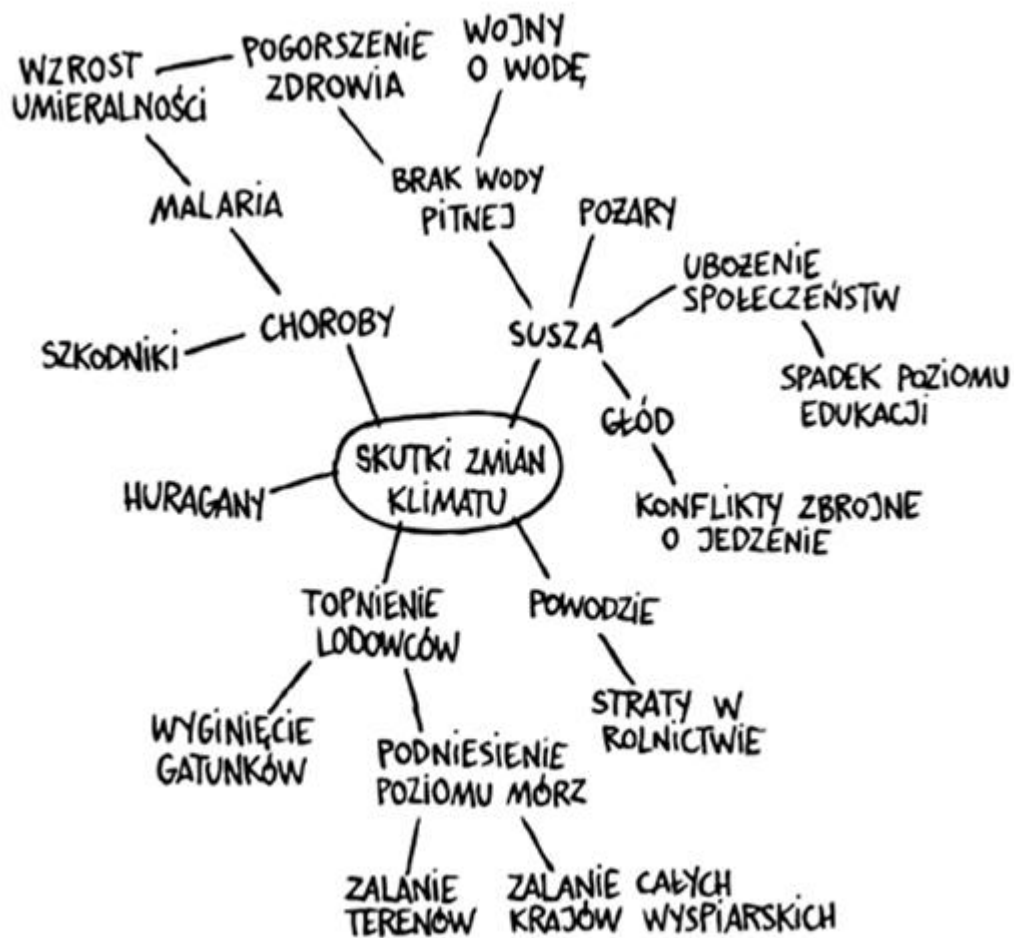 WZROST
UMIERALNOŚCI
POGORSZENIE
ZDROWIA
WOJNY
O WODĘ
MALARIA
BRAK WODY
PITNEJ
POŻARY
UBOŻENIE
SPOŁECZEŃSTW
SZKODNIKI
CHOROBY
SUSZA
SPADEK POZIOMU
EDUKACJI
GŁÓD
SKUTKI ZMIAN
KLIMATU
HURAGANY
KONFLIKTY ZBROJNE
O JEDZENIE
TOPNIENIE
LODOWCÓW
POWODZIE
WYGINIĘCIE
GATUNKÓW
PODNIESIENIE
POZIOMU MÓRZ
STRATY W
ROLNICTWIE
ZALANIE
TERENÓW
ZALANIE CAŁYCH
KRAJÓW WYSPIARSKICH